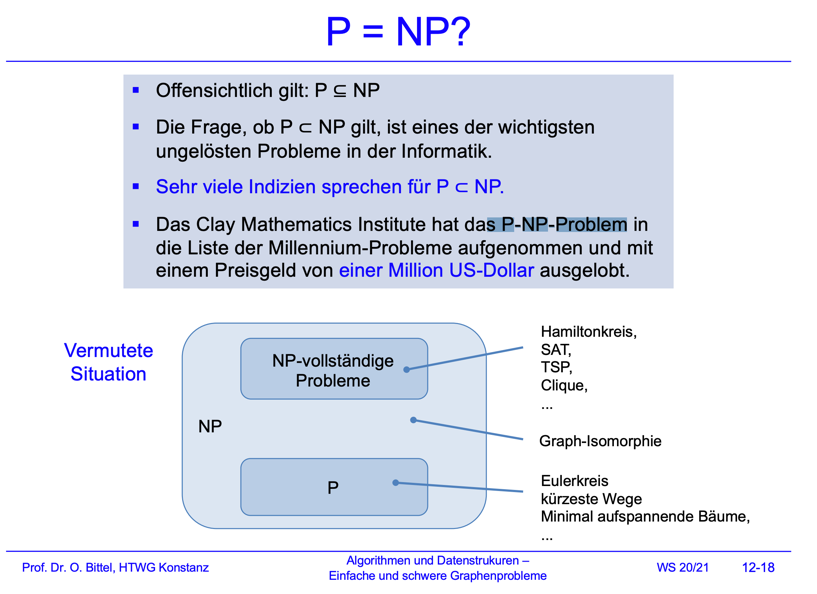 P = NP?
Offensichtlich gilt: P ⊆ NP
Die Frage, ob P ⊂ NP gilt, ist eines der wichtigsten
ungelösten Probleme in der Informatik.
Sehr viele Indizien sprechen für P ⊂ NP.
Das Clay Mathematics Institute hat das P-NP-Problem in
die Liste der Millennium-Probleme aufgenommen und mit
einem Preisgeld von einer Million US-Dollar ausgelobt.
Vermutete
Situation
NP-vollständige
Probleme
NP
P
Hamiltonkreis,
SAT,
TSP,
Clique,
...
Graph-Isomorphie
Eulerkreis
kürzeste Wege
Minimal aufspannende Bäume,
...
Prof. Dr. O. Bittel, HTWG Konstanz
Algorithmen und Datenstrukuren –
Einfache und schwere Graphenprobleme
WS 20/21
12-18